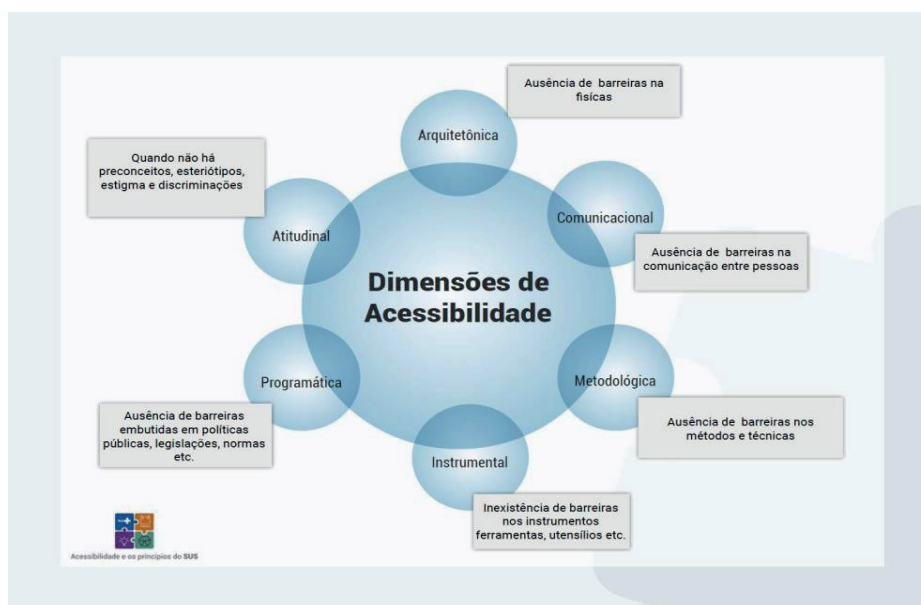 Ausência de barreiras na
fisícas
Arquitetônica
Quando não há
preconceitos, esteriótipos,
estigma e discriminações
Atitudinal
Comunicacional
Ausência de barreiras na
comunicação entre pessoas
Dimensões de
Acessibilidade
Programática
Ausência de barreiras
embutidas em políticas
públicas, legislações, normas
etc.
Metodológica
Ausência de barreiras nos
métodos e técnicas
Instrumental
Inexistência de barreiras
nos instrumentos
ferramentas, utensílios etc.
Acessibilidade e os princípios do SUS